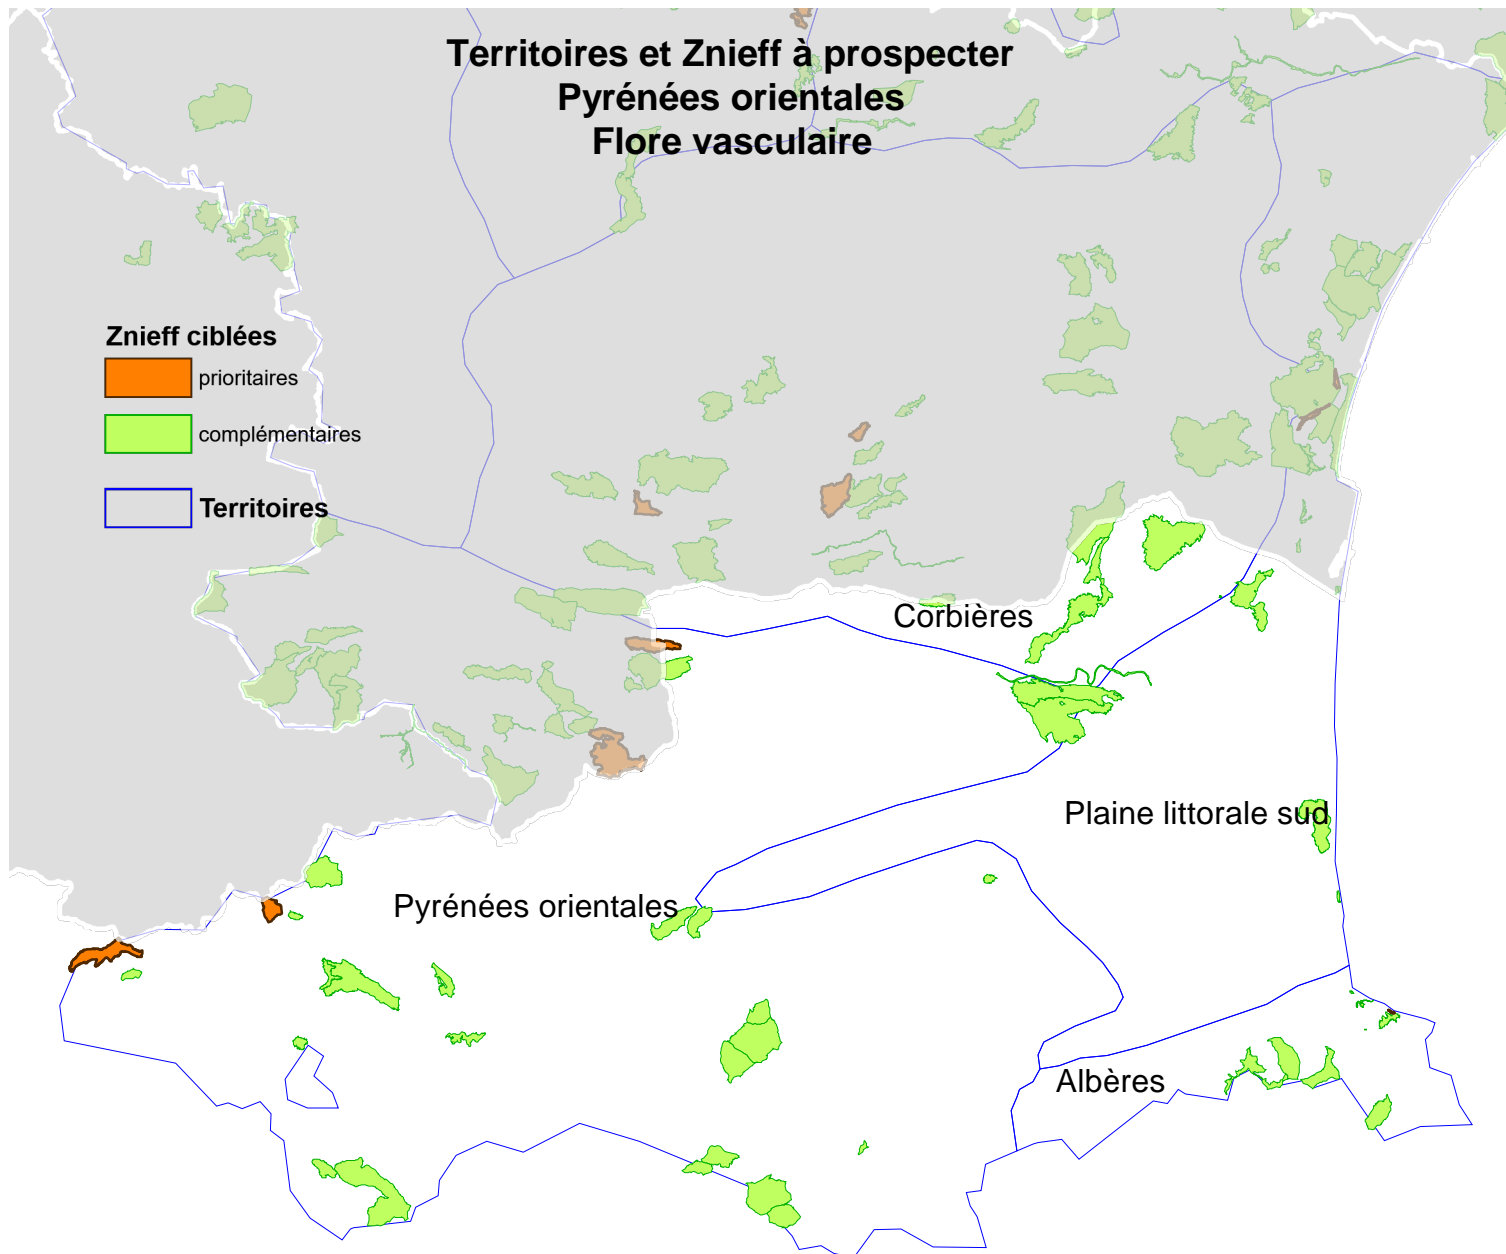 Territoires et Znieff à prospecter
Pyrénées orientales
Flore vasculaire
Znieff ciblées
prioritaires
complémentaires
Territoires
Corbières
Plaine littorale sud
Pyrénées orientales
Albères